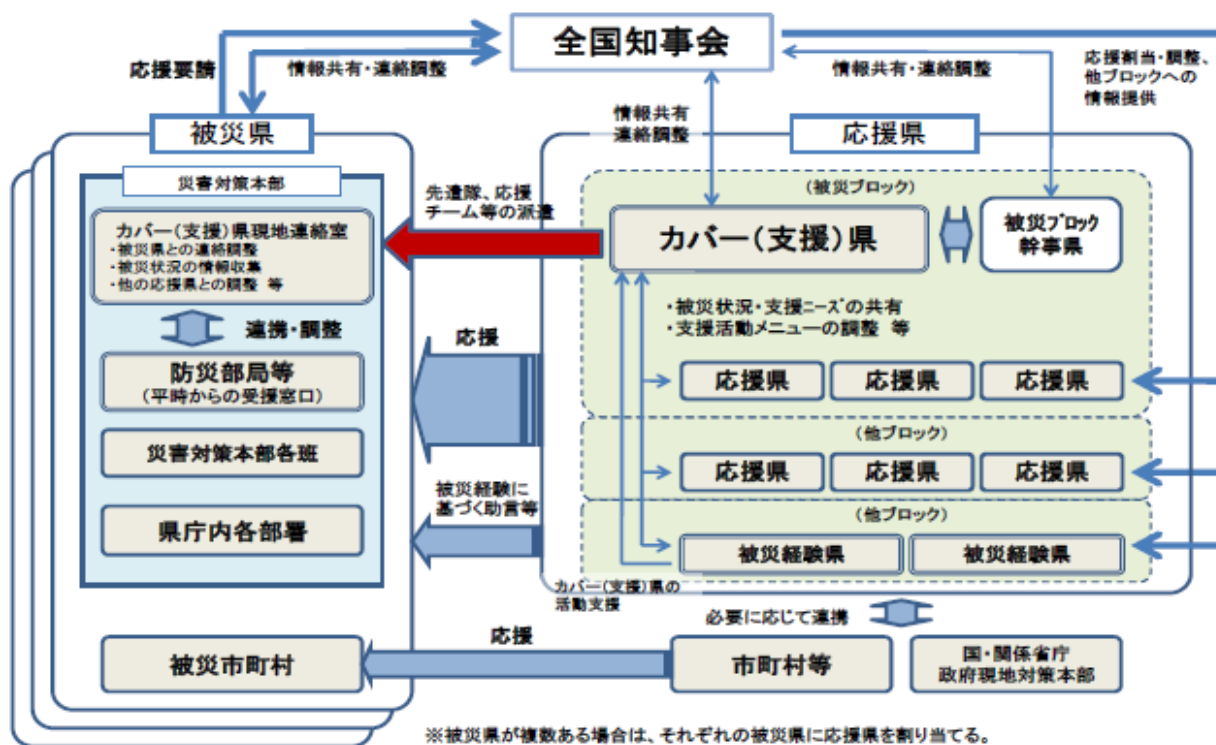 全国知事会
応援要請
情報共有・連絡調整
情報共有・連絡調整
応援割当・調整、
他ブロックへの
情報提供
情報共有
連絡調整
被災県
災害対策本部
カバー(支援)県現地連絡室
・被災県との連絡調整
・被災状況の情報収集
・他の応援県との調整 等
連携・調整
防災部局等
(平時からの受援窓口)
災害対策本部各班
県庁内各部署
被災市町村
先遣隊、応援
チーム等の派遣
応援
被災経験に
基づく助言等
応援
応援県
(被災ブロック)
カバー(支援)県
被災ブロック
幹事県
・被災状況・支援ニーズの共有
・支援活動メニューの調整 等
応援県
応援県
応援県
(他ブロック)
応援県
応援県
応援県
(他ブロック)
被災経験県
被災経験県
カバー(支援)県の
活動支援
必要に応じて連携
市町村等
国・関係省庁
政府現地対策本部
※被災県が複数ある場合は、それぞれの被災県に応援県を割り当てる。